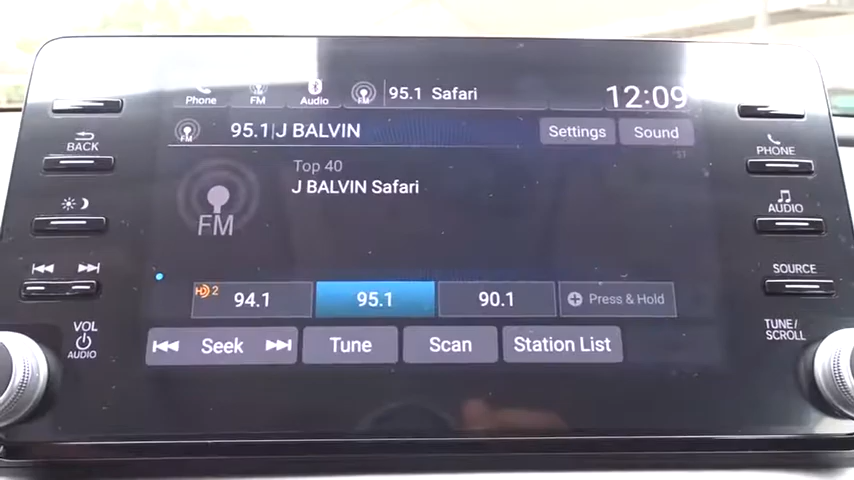 Phone FM Audio 95.1 Safari 12:09
95.1 J BALVIN Settings Sound
BACK
PHONE
Top 40
J BALVIN Safari
FM
AUDIO
SOURCE
HD 2 94.1 95.1 90.1 Press & Hold
VOL
AUDIO
Seek Tune Scan Station List
TUNE/
SCROLL